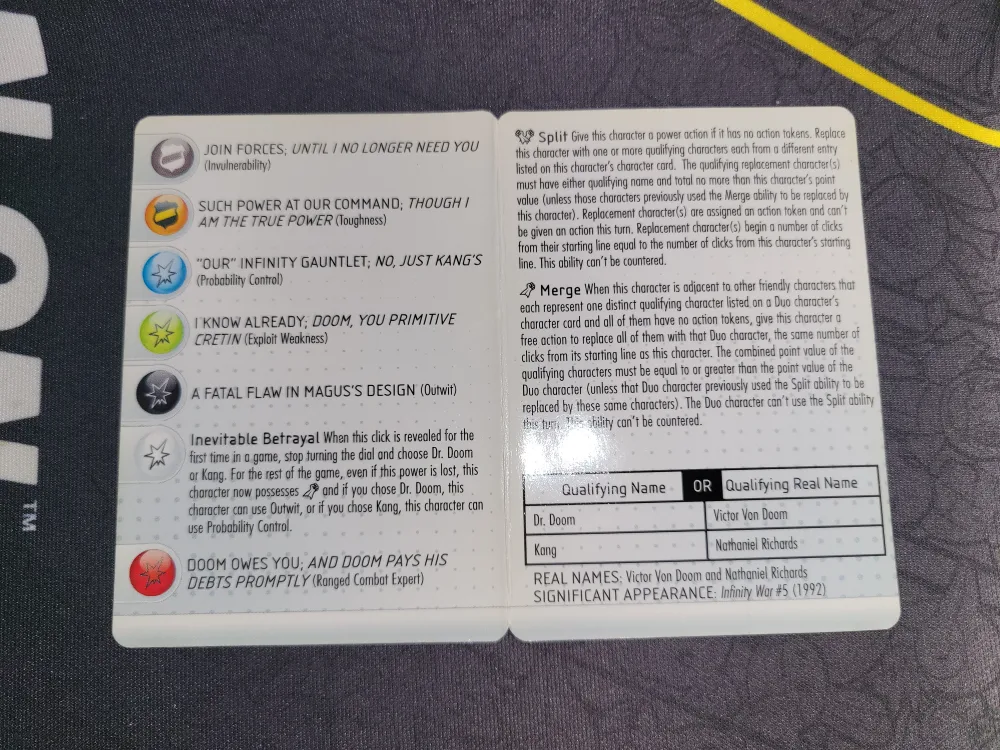 JOIN FORCES; UNTIL I NO LONGER NEED YOU
(Invulnerability)
SUCH POWER AT OUR COMMAND; THOUGH I
AM THE TRUE POWER (Toughness)
"OUR" INFINITY GAUNTLET; NO, JUST KANG'S
(Probability Control)
I KNOW ALREADY; DOOM, YOU PRIMITIVE
CRETIN (Exploit Weakness)
A FATAL FLAW IN MAGUS'S DESIGN (Outwit)
Inevitable Betrayal When this click is revealed for the
first time in a game, stop turning the dial and choose Dr. Doom
or Kang. For the rest of the game, even if this power is lost, this
character now possesses and if you chose Dr. Doom, this
character can use Outwit, or if you chose Kang, this character can
use Probability Control.
DOOM OWES YOU; AND DOOM PAYS HIS
DEBTS PROMPTLY (Ranged Combat Expert)
Split Give this character a power action if it has no action tokens. Replace
this character with one or more qualifying characters each from a different entry
listed on this character's character card. The qualifying replacement character(s)
must have either qualifying name and total no more than this character's point
value (unless those characters previously used the Merge ability to be replaced by
this character). Replacement character(s) are assigned an action token and can't
be given an action this turn. Replacement character(s) begin a number of clicks
from their starting line equal to the number of clicks from this character's starting
line. This ability can't be countered.
Merge When this character is adjacent to other friendly characters that
each represent one distinct qualifying character listed on a Duo character's
character card and all of them have no action tokens, give this character a
free action to replace all of them with that Duo character, the same number of
clicks from its starting line as this character. The combined point value of the
qualifying characters must be equal to or greater than the point value of the
Duo character (unless that Duo character previously used the Split ability to be
replaced by these same characters). The Duo character can't use the Split ability
this turn. This ability can't be countered.
Qualifying Name OR Qualifying Real Name
Dr. Doom Victor Von Doom
Kang Nathaniel Richards
REAL NAMES: Victor Von Doom and Nathaniel Richards
SIGNIFICANT APPEARANCE: Infinity War #5 (1992)
TM